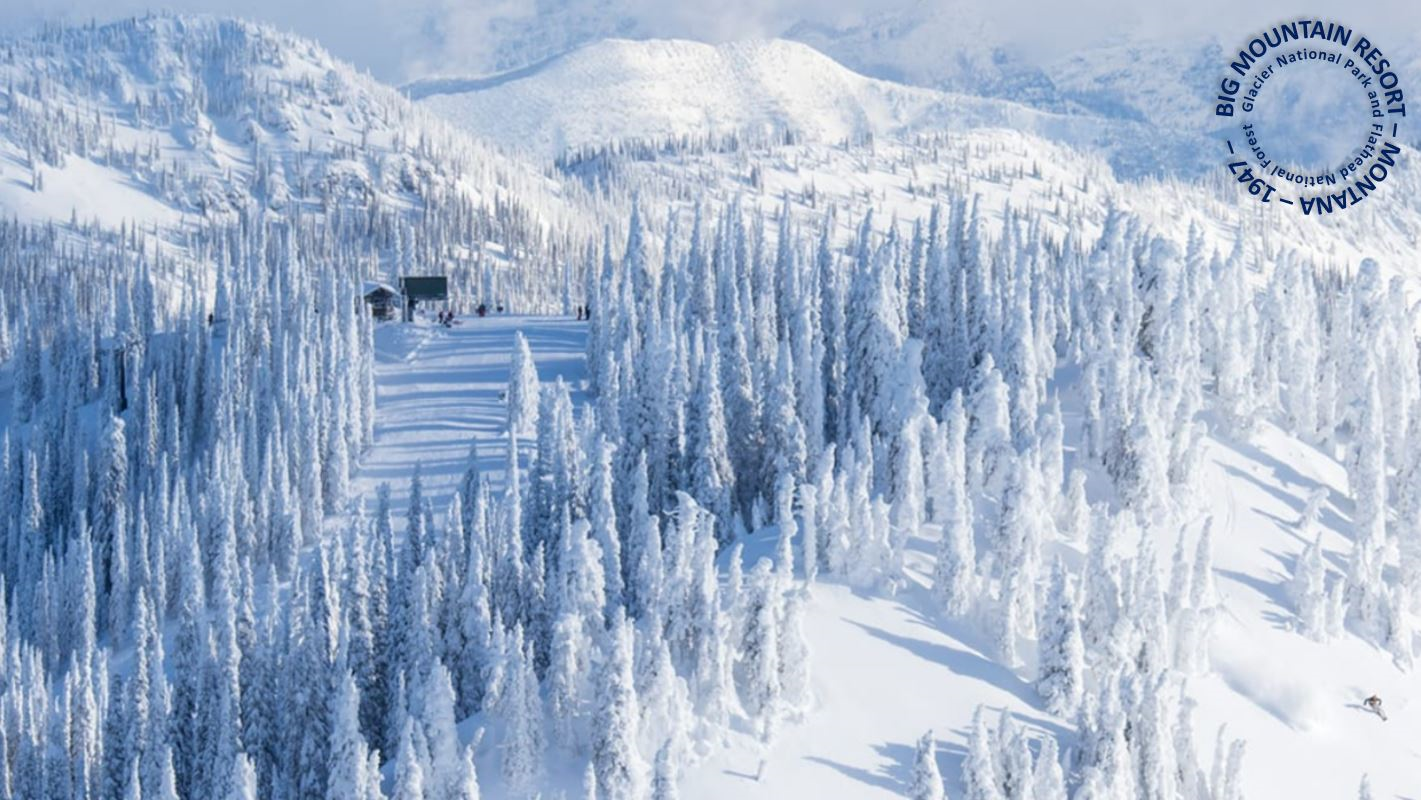 BIG MOUNTAIN RESORT – MONTANA – 1947 –
Glacier National Park and Flathead National Forest